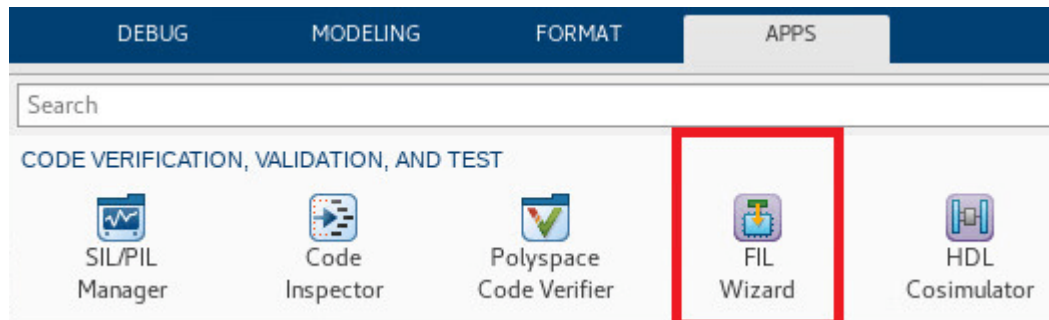 DEBUG MODELING FORMAT APPS
Search
CODE VERIFICATION, VALIDATION, AND TEST
SIL/PIL Code Polyspace FIL HDL
Manager Inspector Code Verifier Wizard Cosimulator